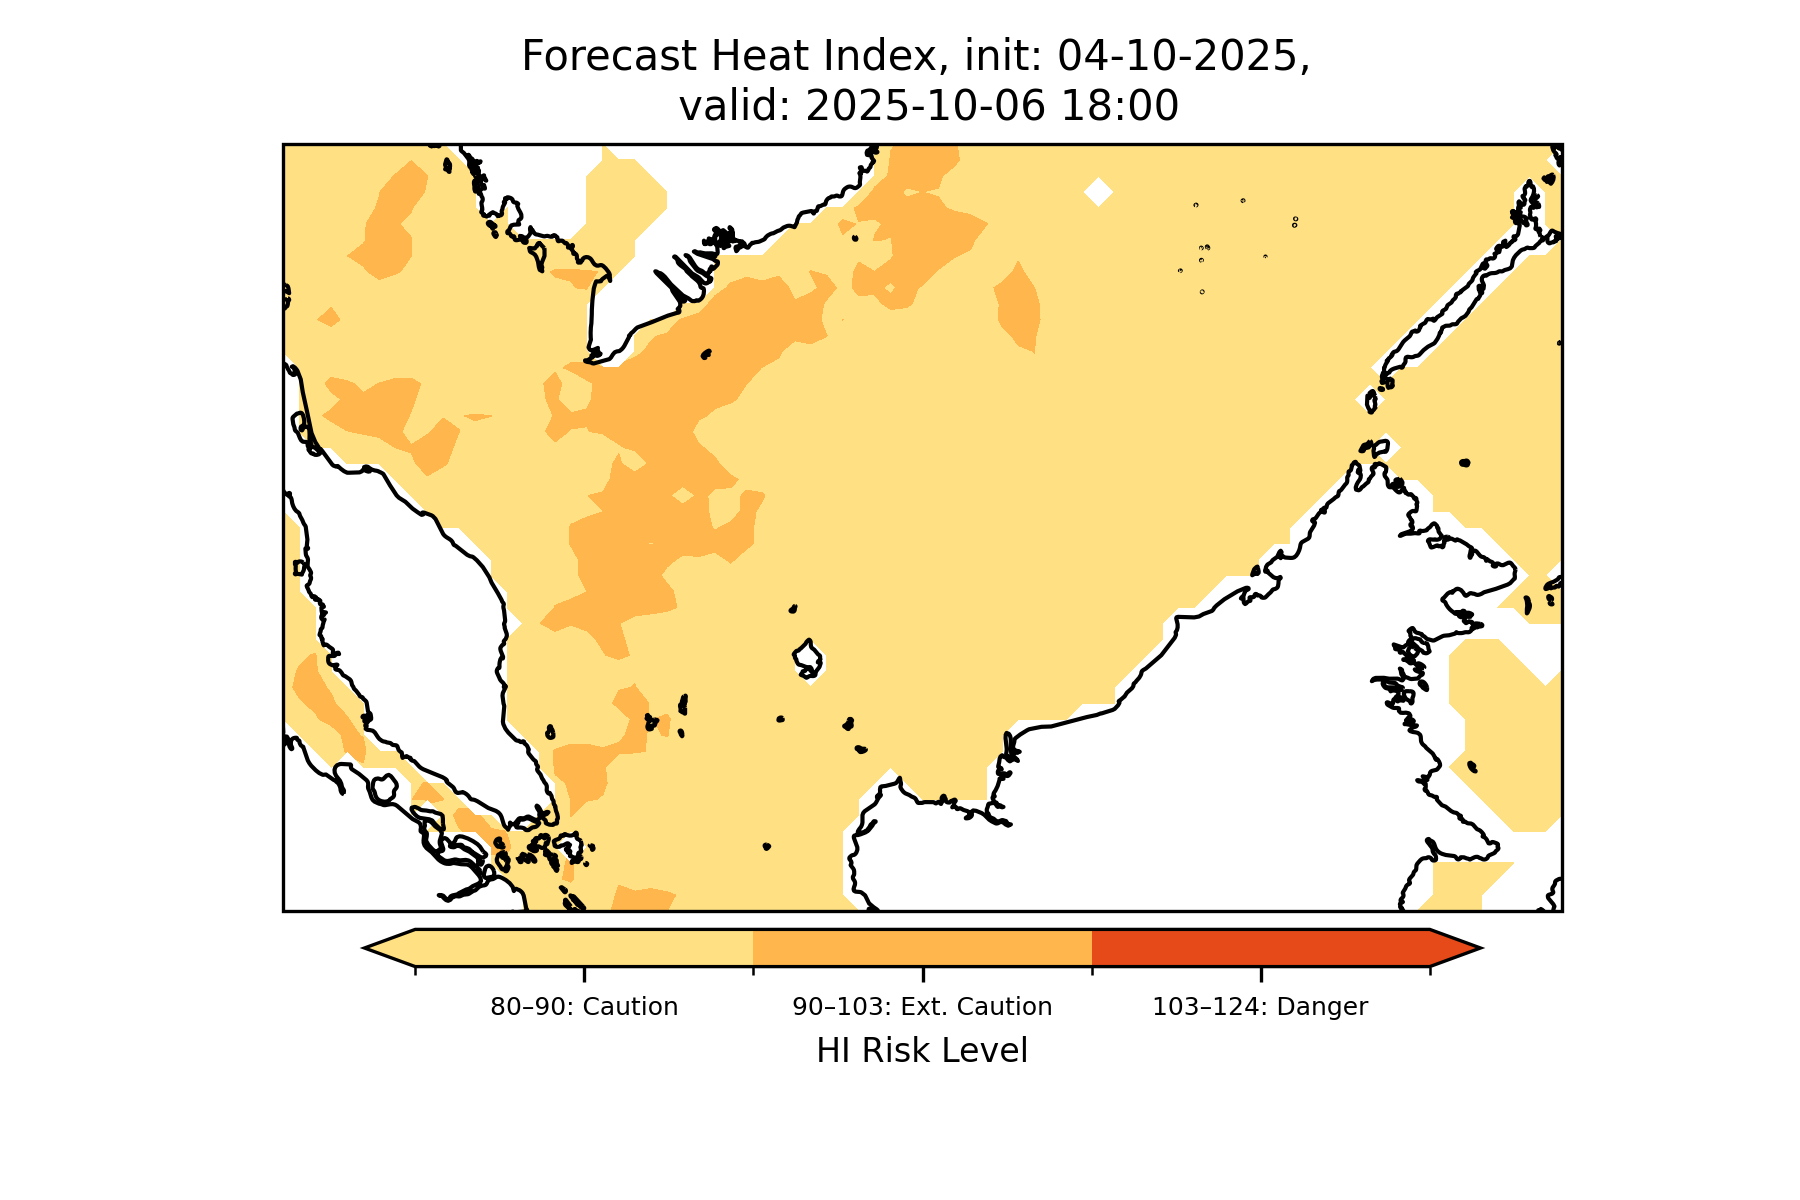 Forecast Heat Index, init: 04-10-2025,
valid: 2025-10-06 18:00
80–90: Caution
90–103: Ext. Caution
103–124: Danger
HI Risk Level